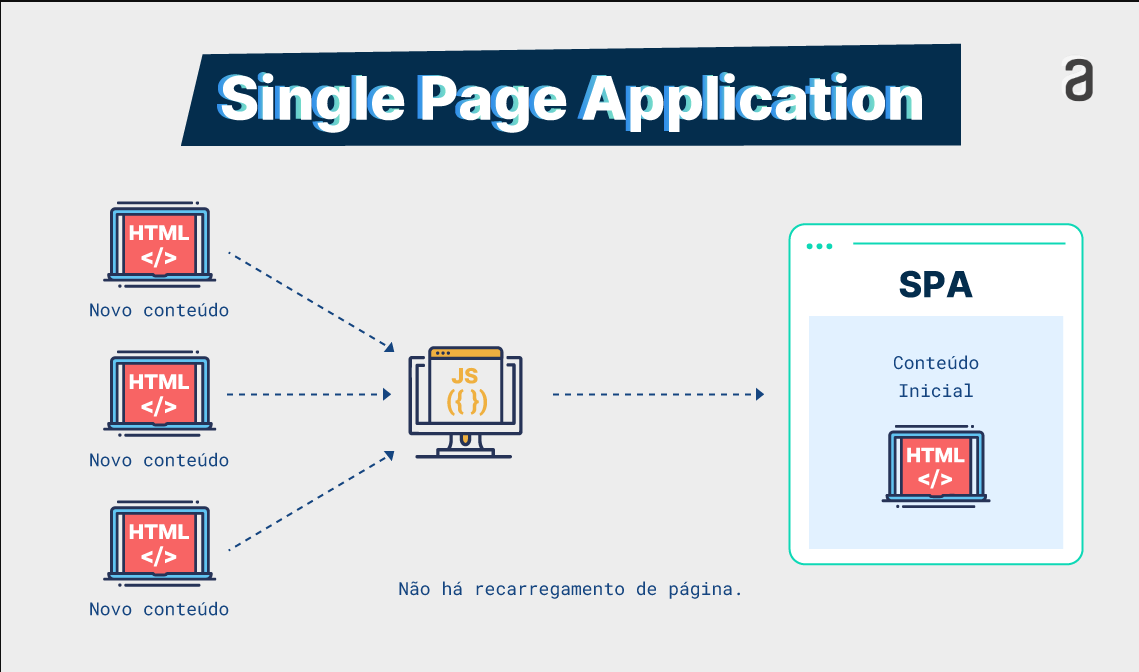 Single Page Application
a
HTML
</>
Novo conteúdo
HTML
</>
Novo conteúdo
HTML
</>
Novo conteúdo
JS
({ })
SPA
Conteúdo
Inicial
HTML
</>
Não há recarregamento de página.